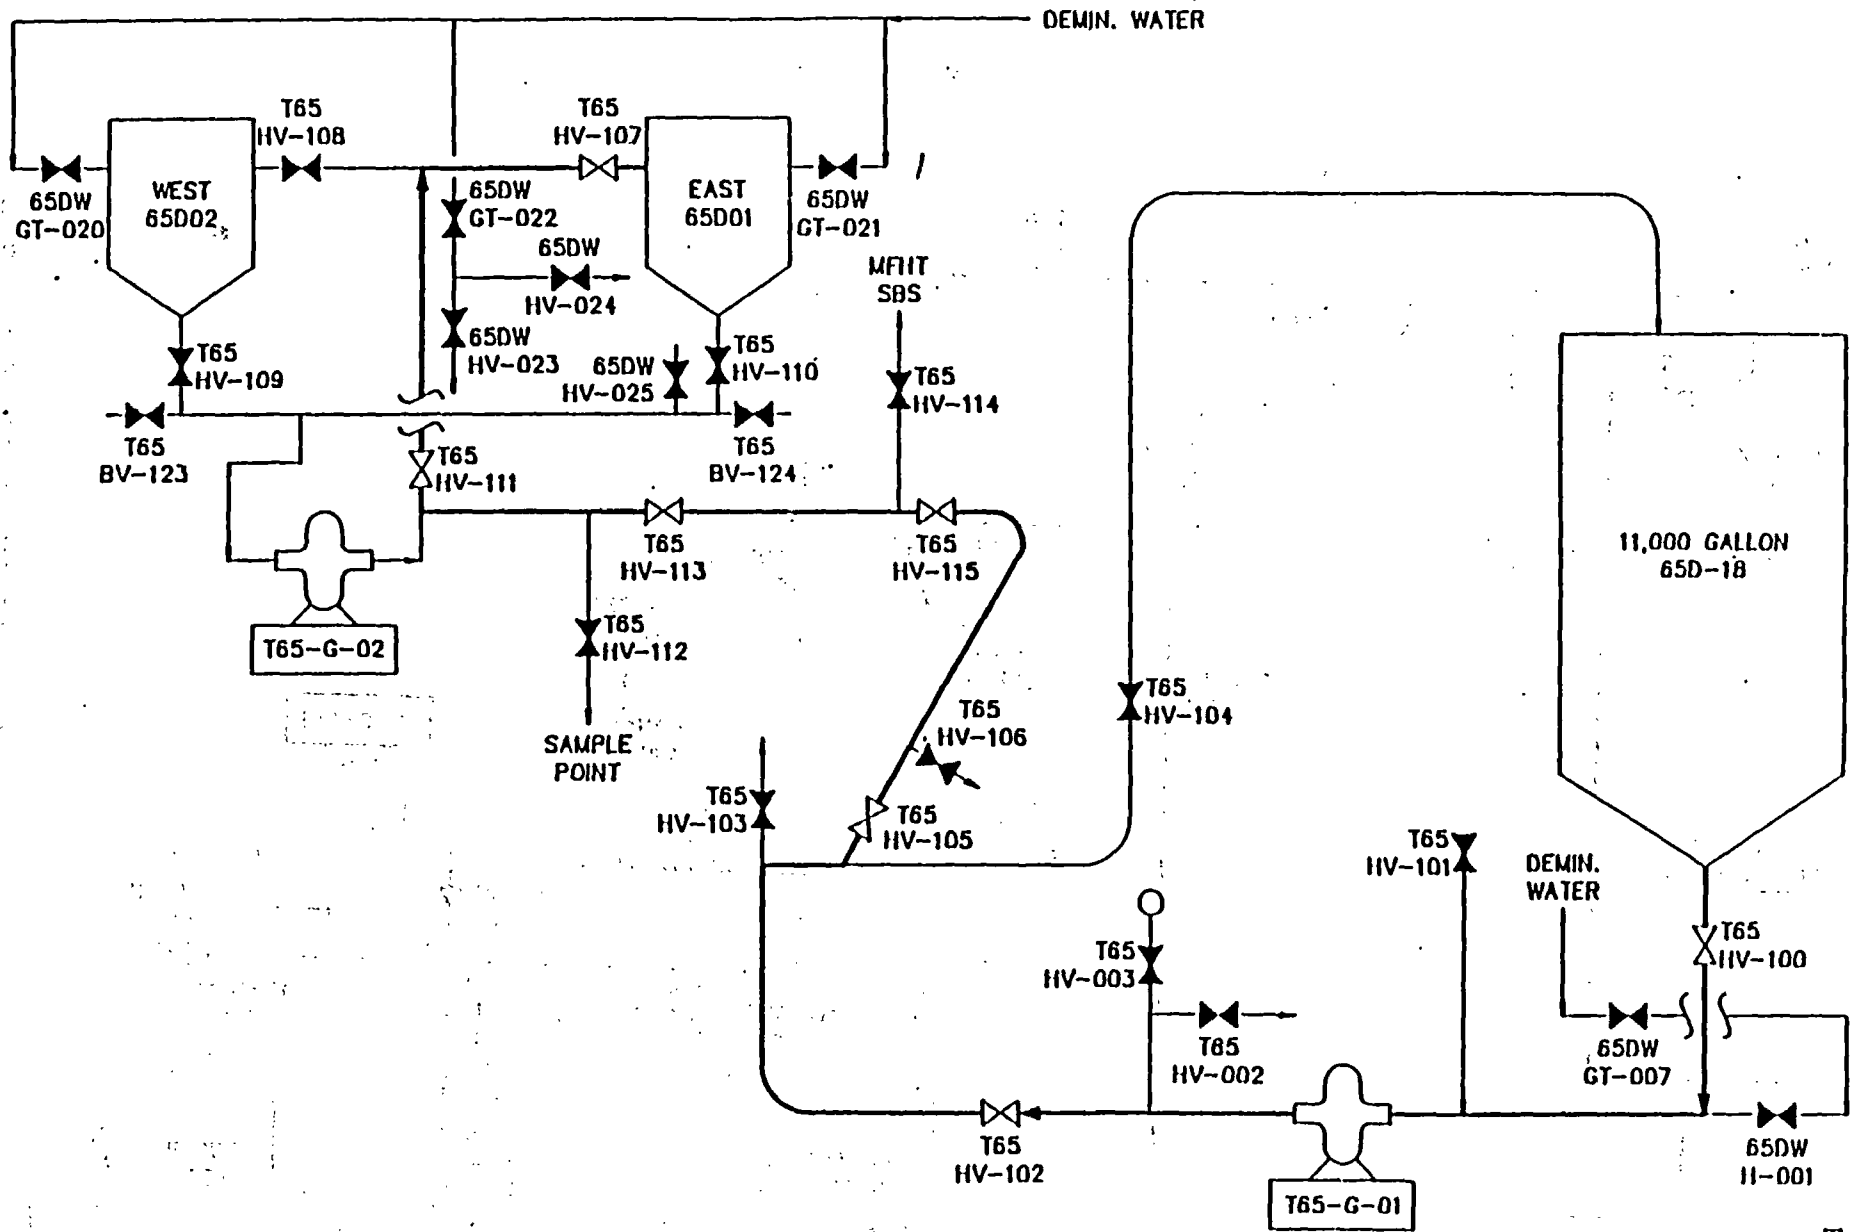 DEMIN. WATER
T65
HV-108
T65
HV-107
WEST
65D02
EAST
65D01
65DW
GT-020
65DW
GT-022
65DW
GT-021
65DW
HV-024
MFHT
SBS
65DW
HV-023
T65
HV-109
65DW
HV-025
T65
HV-110
T65
HV-114
T65
BV-123
T65
HV-111
T65
BV-124
T65
HV-113
T65
HV-115
11,000 GALLON
65D-18
T65-G-02
T65
HV-112
T65
HV-104
T65
HV-106
SAMPLE
POINT
T65
HV-103
T65
HV-105
T65
HV-101
DEMIN.
WATER
T65
HV-003
T65
HV-100
T65
HV-002
65DW
GT-007
T65
HV-102
65DW
H-001
T65-G-01